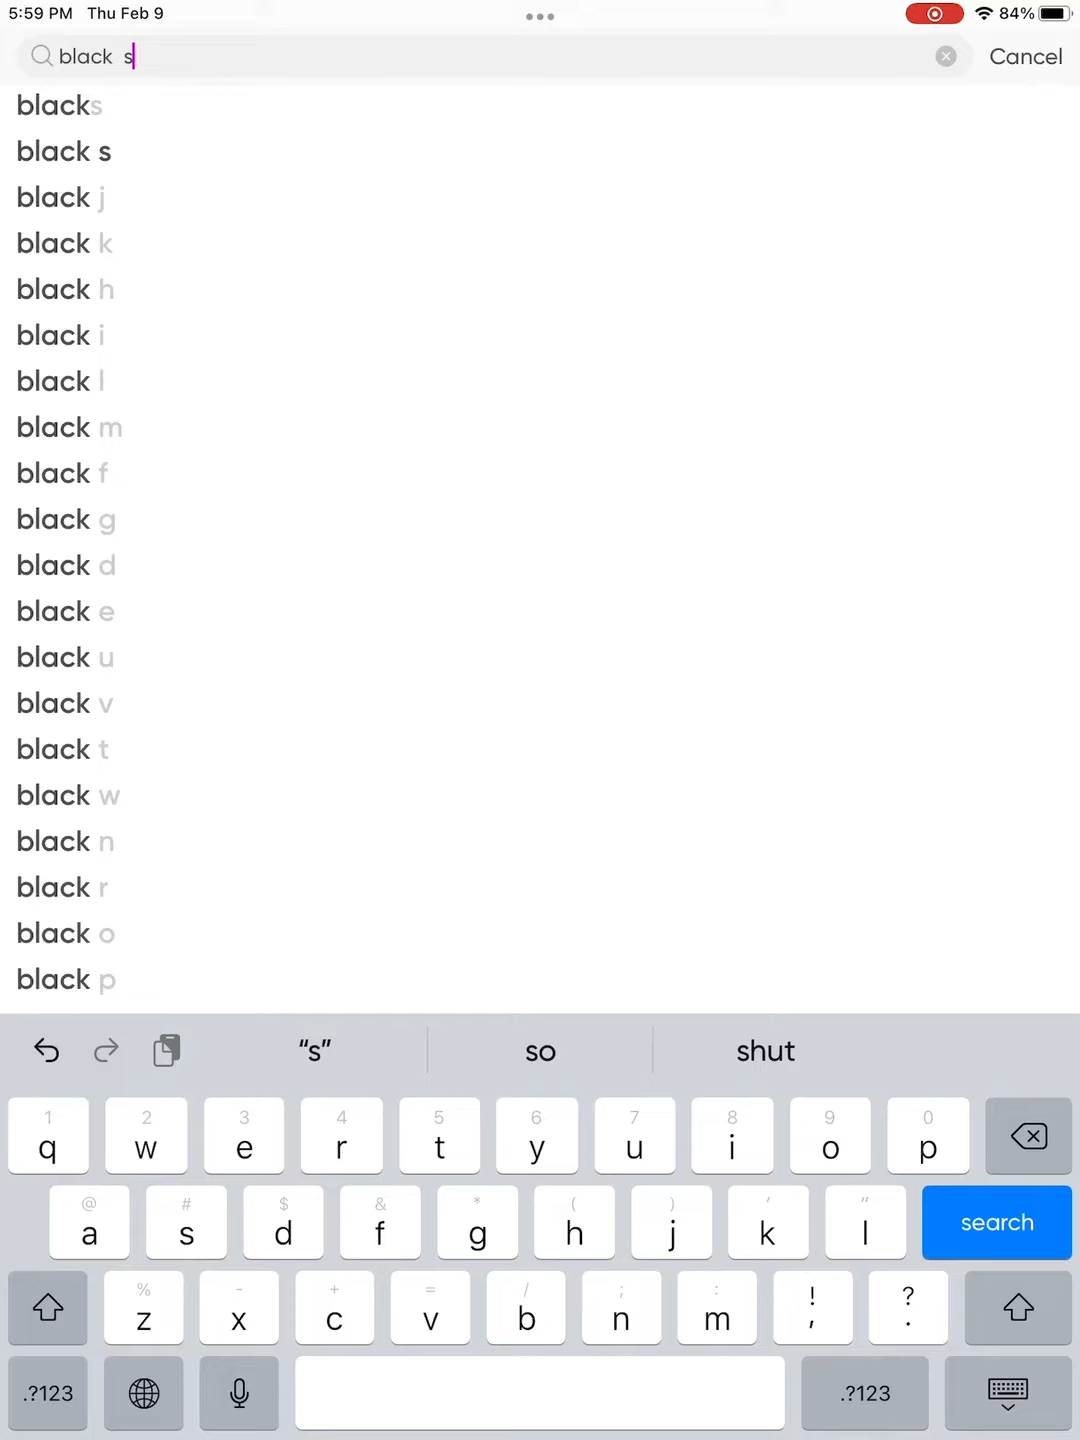 5:59 PM Thu Feb 9 84%
black  s Cancel
blacks
black s
black j
black k
black h
black i
black l
black m
black f
black g
black d
black e
black u
black v
black t
black w
black n
black r
black o
black p
“s” so shut
1 2 3 4 5 6 7 8 9 0
q w e r t y u i o p
@ # $ & * ( ) ' "
a s d f g h j k l search
% - + = / ; : ! ?
z x c v b n m , .
.?123 .?123